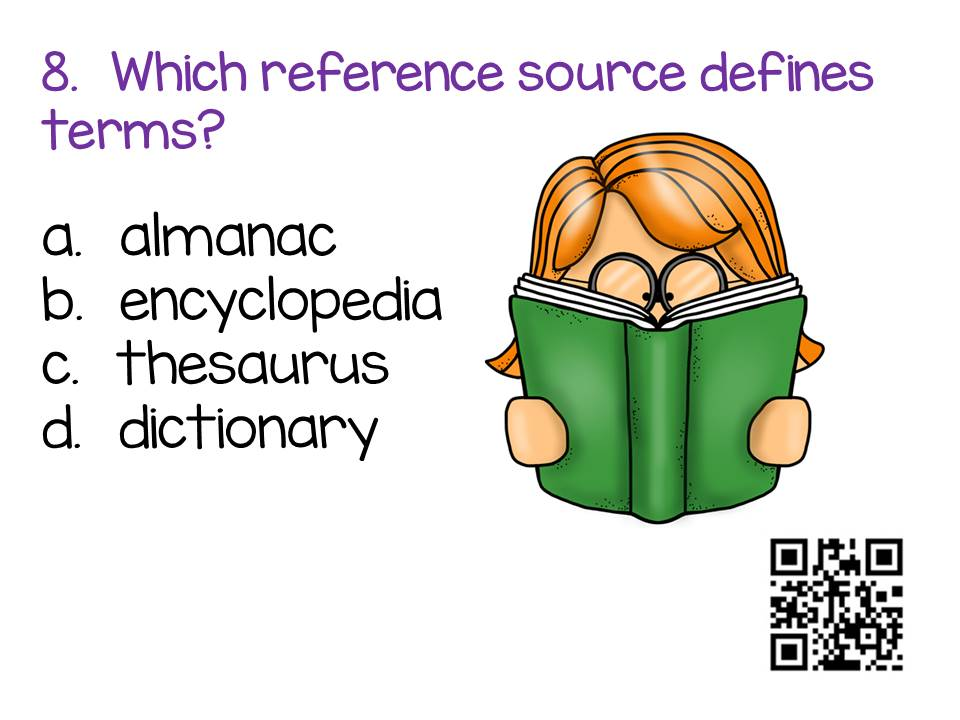 8. Which reference source defines
terms?
a. almanac
b. encyclopedia
c. thesaurus
d. dictionary